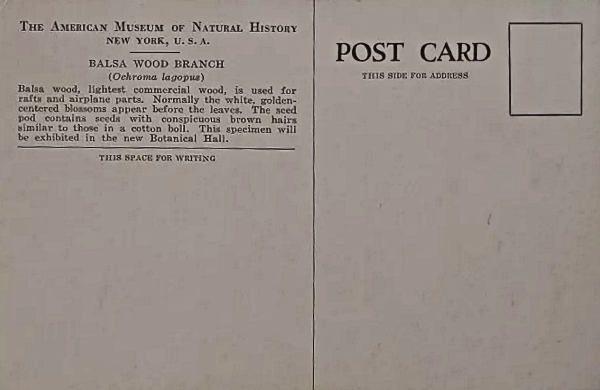 THE AMERICAN MUSEUM OF NATURAL HISTORY
NEW YORK, U. S. A.
BALSA WOOD BRANCH
(Ochroma lagopus)
Balsa wood, lightest commercial wood, is used for
rafts and airplane parts. Normally the white, golden-
centered blossoms appear before the leaves. The seed
pod contains seeds with conspicuous brown hairs
similar to those in a cotton boll. This specimen will
be exhibited in the new Botanical Hall.
THIS SPACE FOR WRITING
POST CARD
THIS SIDE FOR ADDRESS